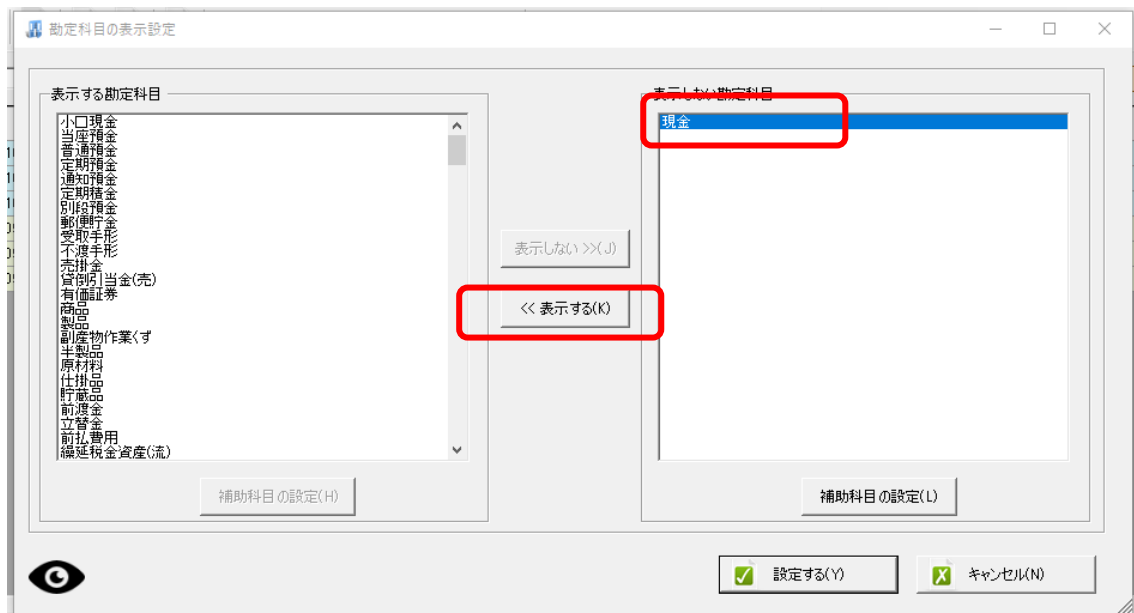 勘定科目の表示設定
表示する勘定科目
小口現金
当座預金
普通預金
定期預金
通知預金
定期積金
別段預金
郵便貯金
受取手形
不渡手形
売掛金
貸倒引当金(売)
有価証券
商品
製品
副産物作業くず
半製品
原材料
仕掛品
貯蔵品
前渡金
立替金
前払費用
繰延税金資産(流)
補助科目の設定(H)
表示しない >>(J)
<< 表示する(K)
表示しない勘定科目
現金
補助科目の設定(L)
設定する(Y)
キャンセル(N)